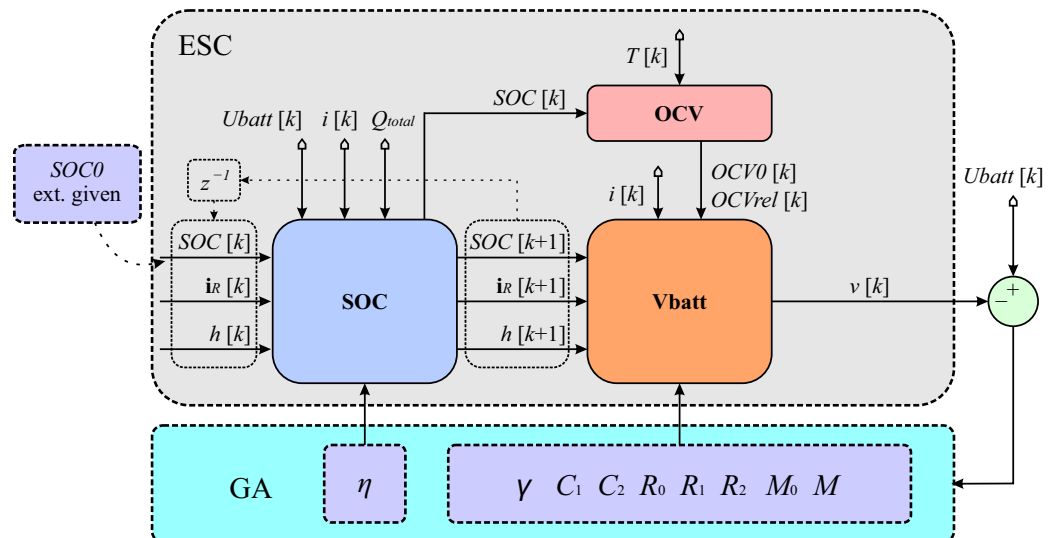 ESC
T [k]
SOC [k]
OCV
Ubatt [k]
i [k]
Qtotal
SOC0
ext. given
z⁻¹
OCV0 [k]
OCVrel [k]
i [k]
Ubatt [k]
SOC [k]
iR [k]
h [k]
SOC
SOC [k+1]
iR [k+1]
h [k+1]
Vbatt
v [k]
− +
GA
η
γ C₁ C₂ R₀ R₁ R₂ M₀ M